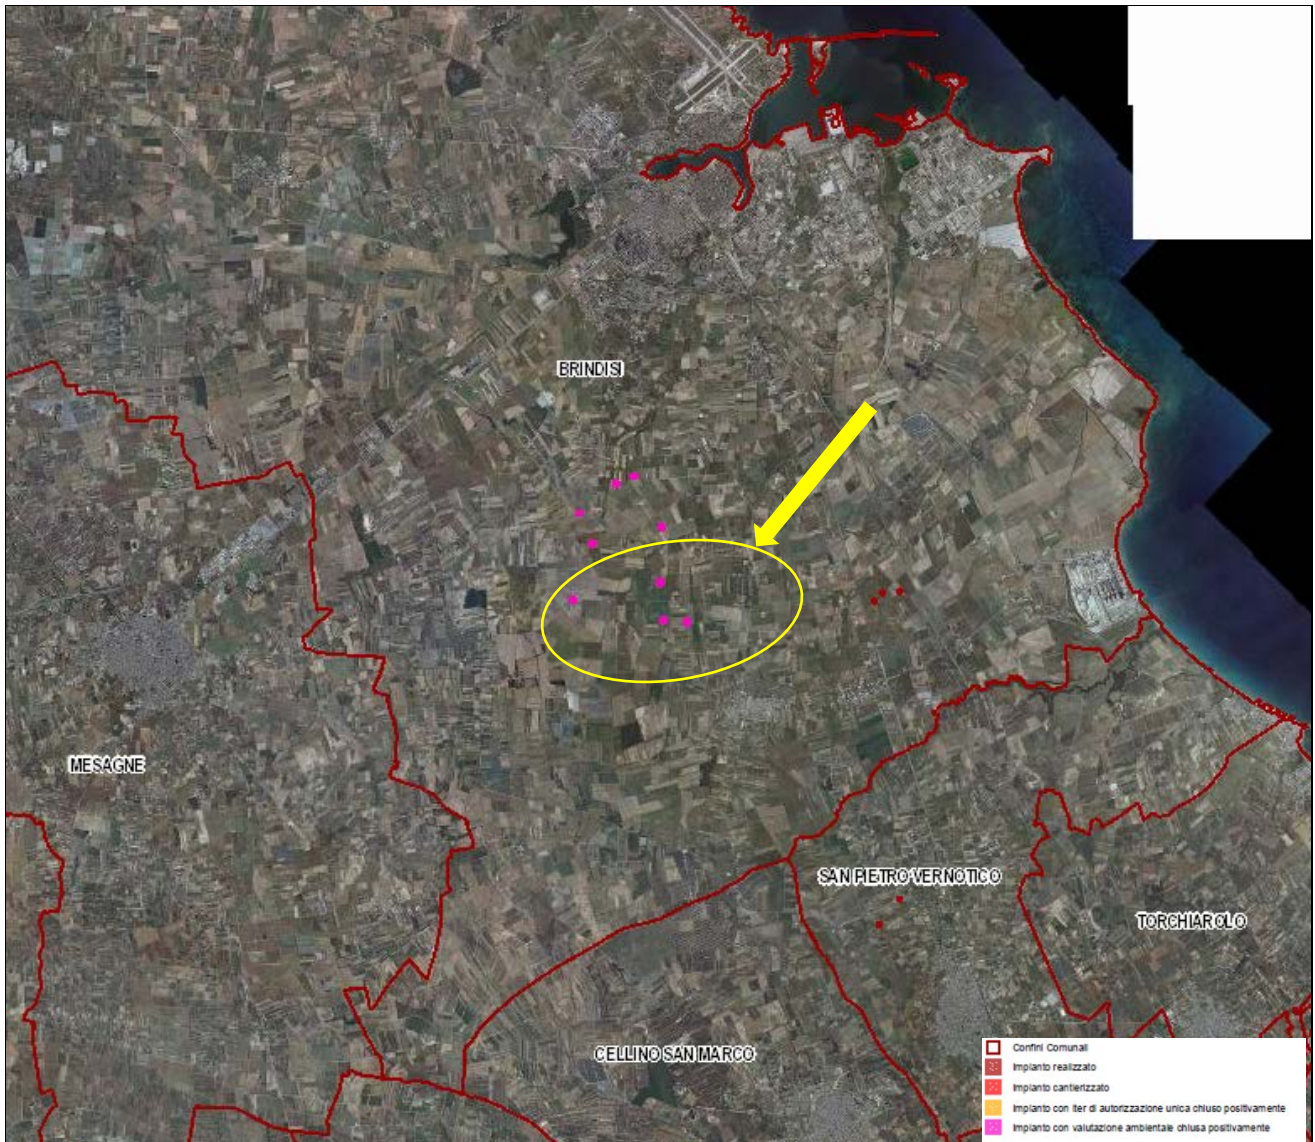 BRINDISI
MESAGNE
SAN PIETRO VERNOTICO
TORCHIAROLO
CELLINO SAN MARCO
Confini Comunali
Impianto realizzato
Impianto cantierizzato
Impianto con iter di autorizzazione unica chiuso positivamente
Impianto con valutazione ambientale chiusa positivamente